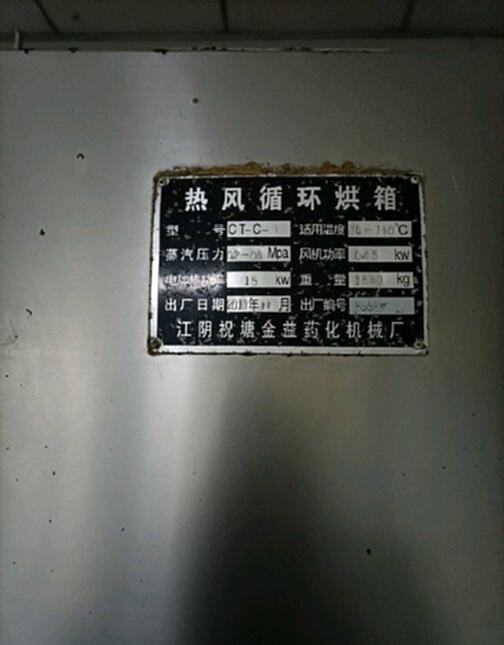 热风循环烘箱
型 号 CT-C- 适用温度 ℃
蒸汽压力 Mpa 风机功率 kw
功率 15 kw 重 量 kg
出厂日期 年 月 出厂编号
江阴祝塘金益药化机械厂